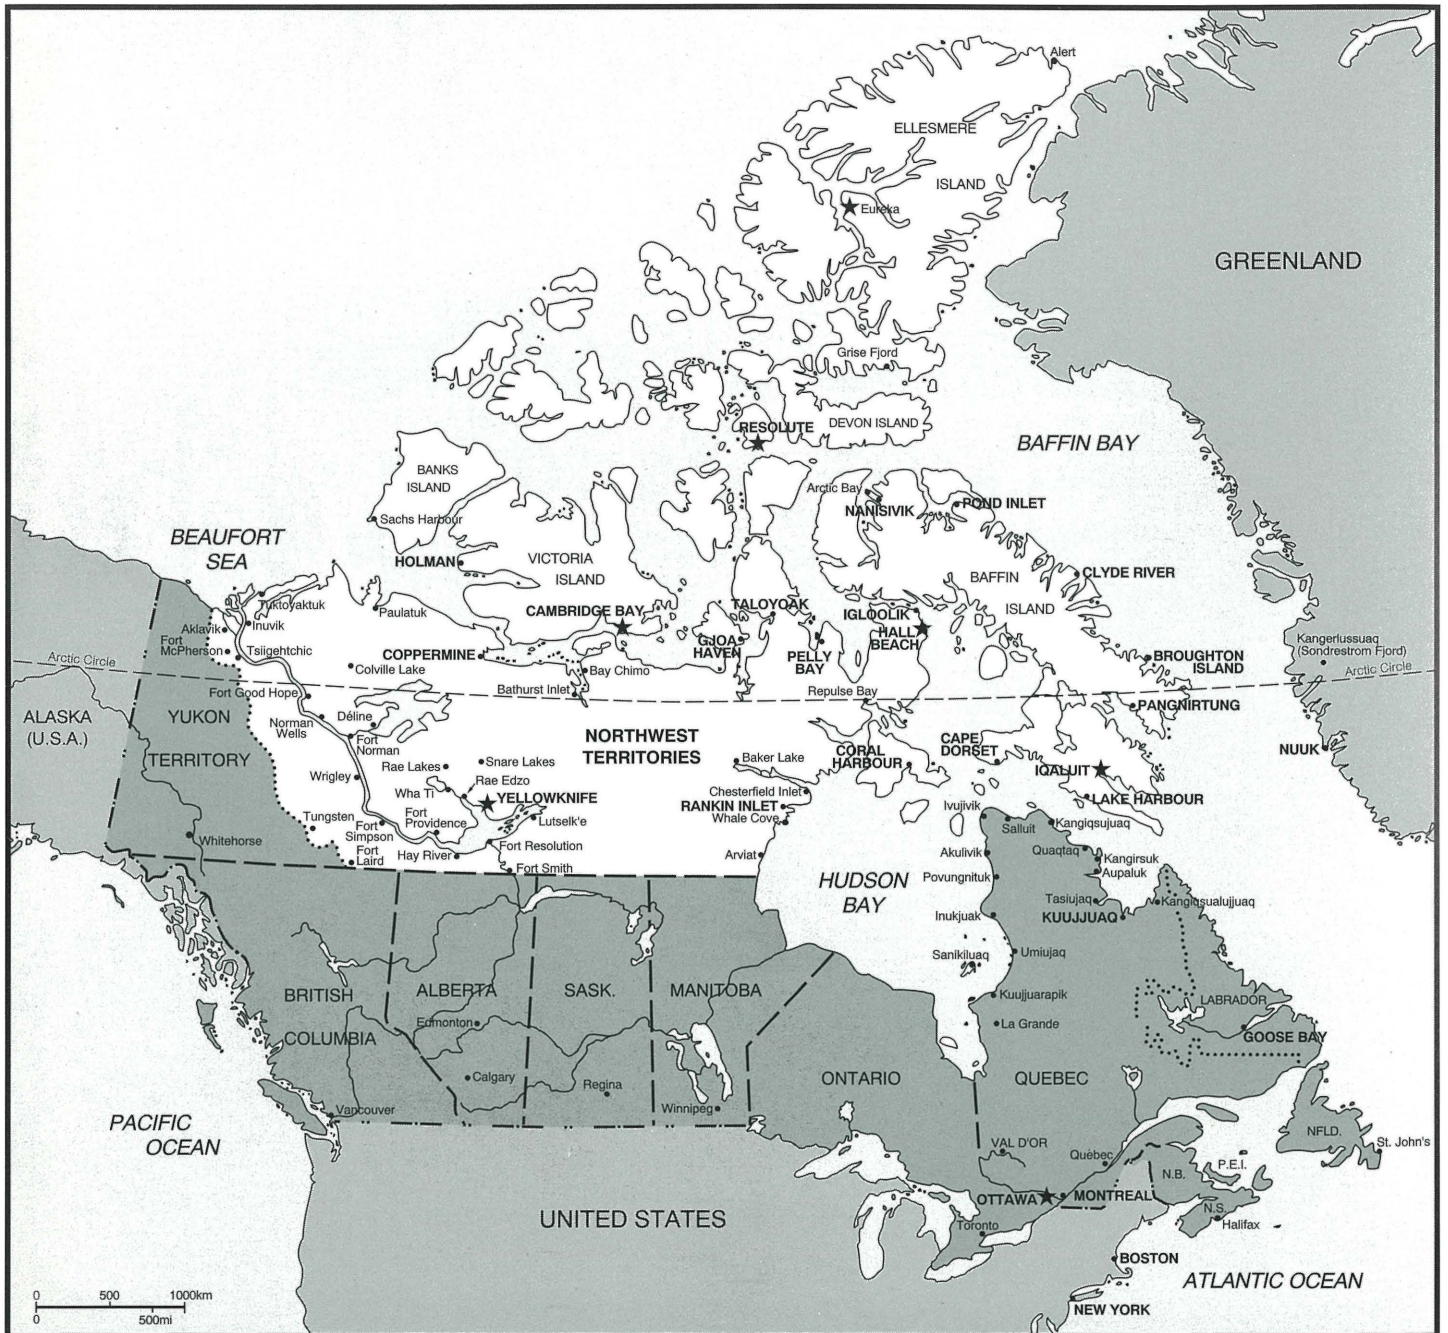 Alert
ELLESMERE
ISLAND
Eureka
GREENLAND
Grise Fjord
DEVON ISLAND
RESOLUTE
BAFFIN BAY
BANKS
ISLAND
Sachs Harbour
Arctic Bay
NANISIVIK
POND INLET
BEAUFORT
SEA
HOLMAN
VICTORIA
ISLAND
BAFFIN
ISLAND
CLYDE RIVER
Tuktoyaktuk
Paulatuk
CAMBRIDGE BAY
TALOYOAK
IGLOOLIK
HALL
BEACH
Aklavik
Inuvik
Fort
McPherson
Tsiigehtchic
COPPERMINE
GJOA
HAVEN
PELLY
BAY
Kangerlussuaq
(Sondrestrom Fjord)
Arctic Circle
Colville Lake
Bay Chimo
BROUGHTON
ISLAND
Arctic Circle
Fort Good Hope
Bathurst Inlet
Repulse Bay
PANGNIRTUNG
ALASKA
(U.S.A.)
YUKON
TERRITORY
Norman
Wells
Déline
Fort
Norman
NORTHWEST
TERRITORIES
CORAL
HARBOUR
CAPE
DORSET
NUUK
Wrigley
Rae Lakes
Snare Lakes
Baker Lake
IQALUIT
Wha Ti
Rae Edzo
YELLOWKNIFE
Chesterfield Inlet
RANKIN INLET
Whale Cove
LAKE HARBOUR
Ivujivik
Salluit
Kangiqsujuaq
Tungsten
Fort
Simpson
Fort
Providence
Lutselk'e
Whitehorse
Fort
Laird
Hay River
Fort Resolution
Fort Smith
Arviat
Akulivik
Quaqtaq
Kangirsuk
Aupaluk
HUDSON
BAY
Povungnituk
Tasiujaq
KUUJJUAQ
Kangiqsualujjuaq
Inukjuak
Sanikiluaq
Umiujaq
BRITISH
COLUMBIA
ALBERTA
SASK.
MANITOBA
Kuujjuarapik
LABRADOR
Edmonton
La Grande
GOOSE BAY
Calgary
Regina
ONTARIO
QUEBEC
Vancouver
Winnipeg
PACIFIC
OCEAN
VAL D'OR
Québec
NFLD.
St. John's
N.B.
P.E.I.
OTTAWA
MONTREAL
UNITED STATES
Toronto
N.S.
Halifax
BOSTON
ATLANTIC OCEAN
NEW YORK
0 500 1000km
0 500mi